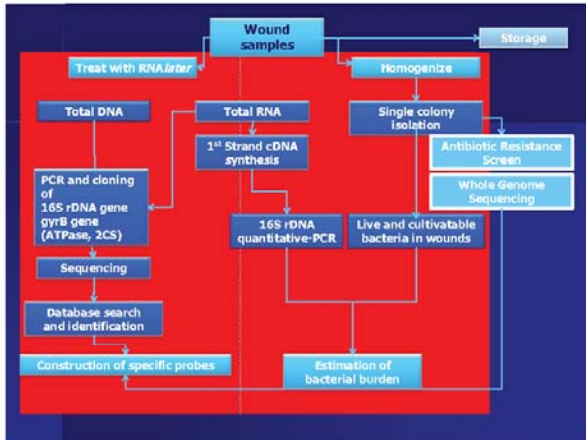 Wound
samples
Storage
Treat with RNAlater
Homogenize
Total DNA
Total RNA
Single colony
isolation
1st Strand cDNA
synthesis
Antibiotic Resistance
Screen
PCR and cloning
of
16S rDNA gene
gyrB gene
(ATPase, 2CS)
Whole Genome
Sequencing
16S rDNA
quantitative-PCR
Live and cultivatable
bacteria in wounds
Sequencing
Database search
and identification
Construction of specific probes
Estimation of
bacterial burden